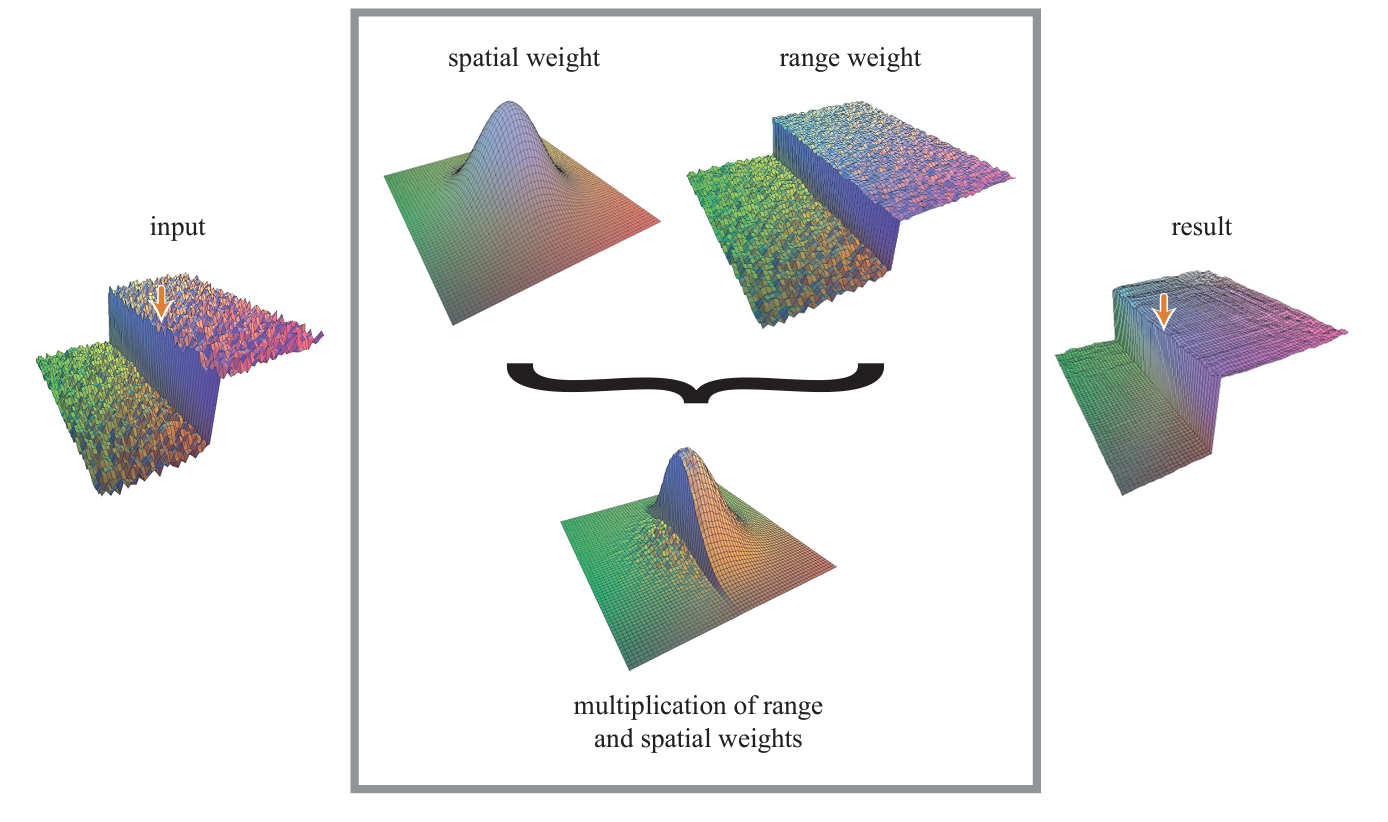 spatial weight
range weight
input
result
multiplication of range
and spatial weights